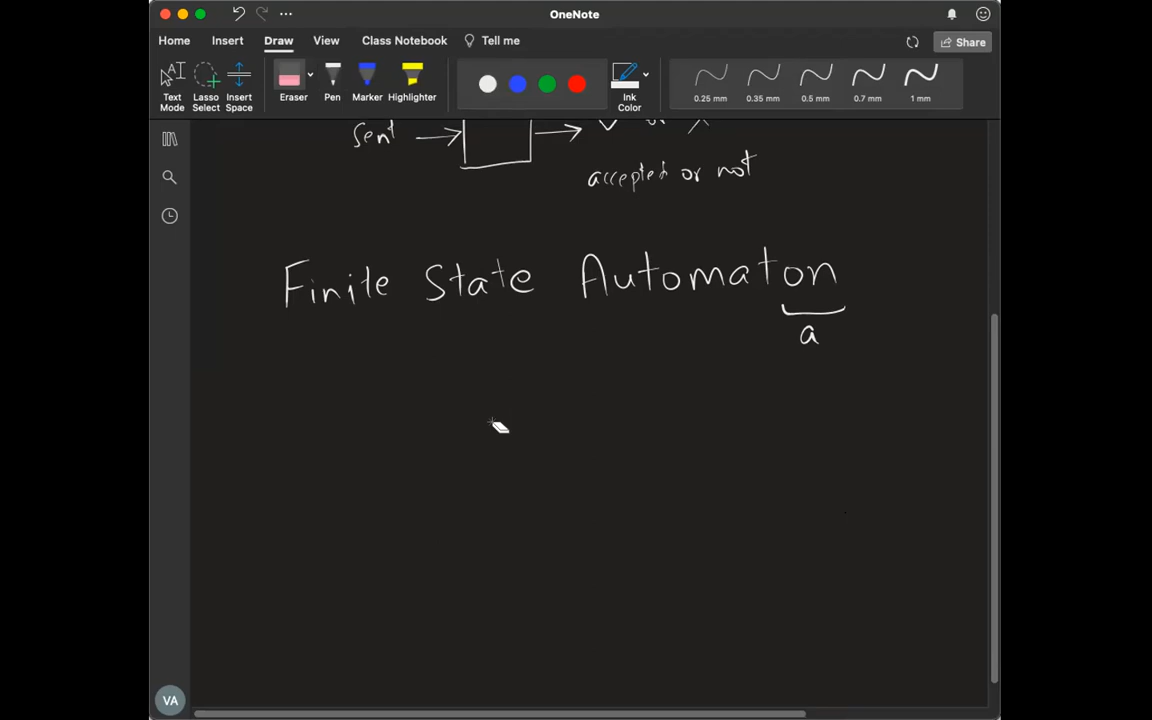 OneNote
Home Insert Draw View Class Notebook Tell me Share
Text Mode
Lasso Select
Insert Space
Eraser Pen Marker Highlighter
Ink Color
0.25 mm 0.35 mm 0.5 mm 0.7 mm 1 mm
Sent or
accepted or not
Finite State Automaton
a
VA